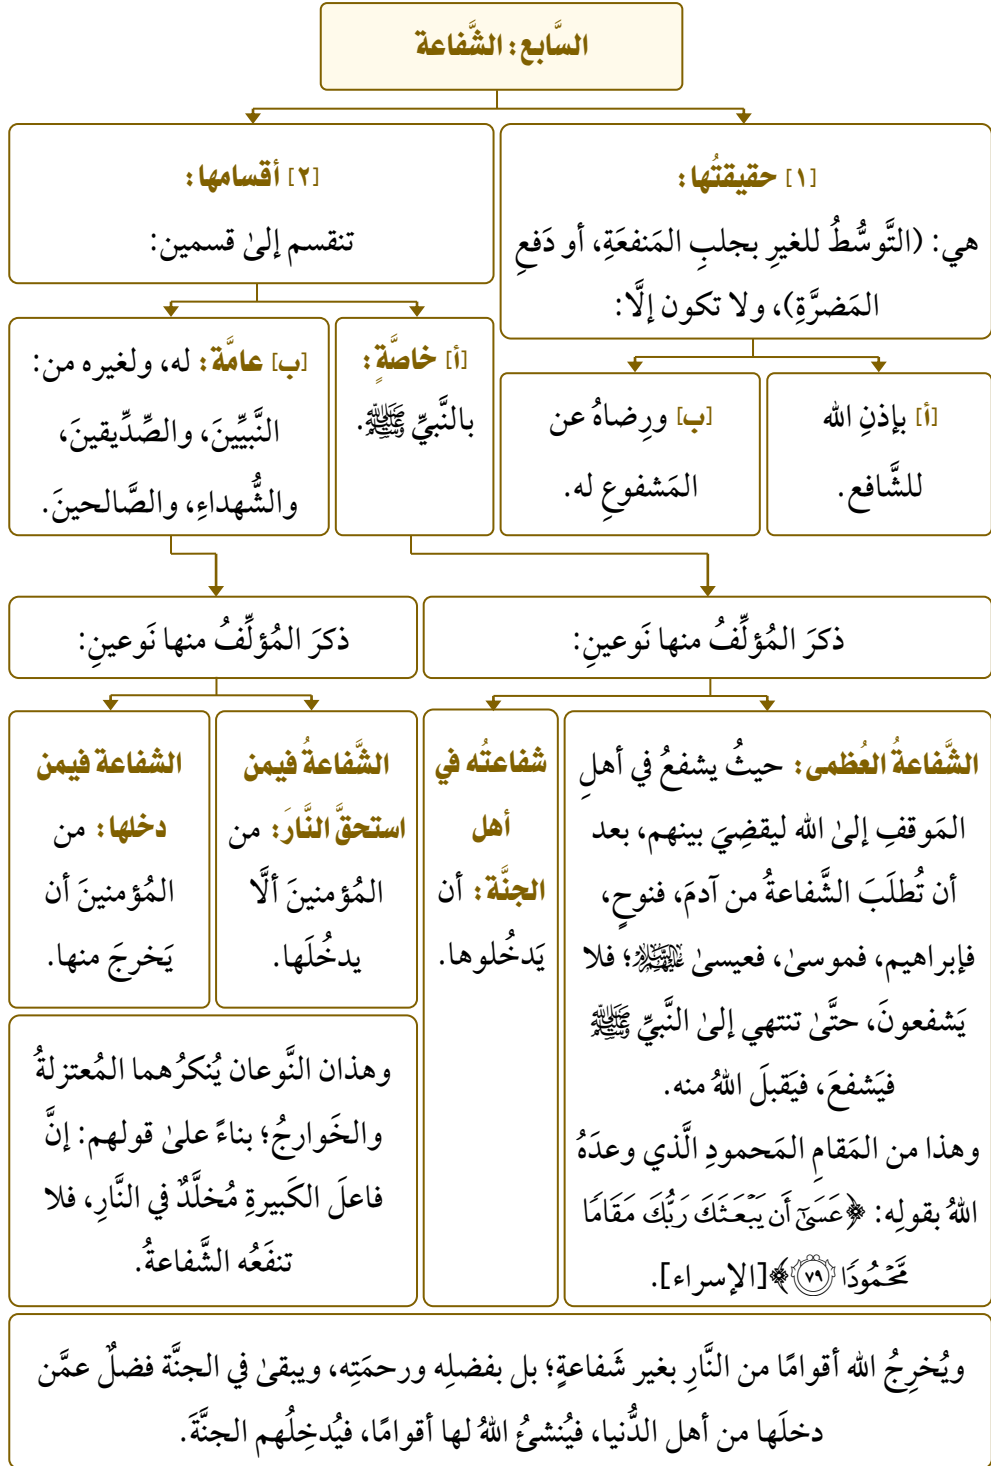 السَّابع: الشَّفاعة
[١] حقيقتُها:
هي: (التَّوسُّطُ للغيرِ بجلبِ المَنفعَةِ، أو دَفعِ
المَضرَّةِ)، ولا تكون إلَّا:
[أ] بإذنِ الله
للشَّافع.
[ب] ورِضاهُ عن
المَشفوعِ له.
[٢] أقسامها:
تنقسم إلىٰ قسمين:
[أ] خاصَّةٍ:
بالنَّبيِّ ﷺ.
[ب] عامَّة: له، ولغيره من:
النَّبيِّينَ، والصِّدِّيقينَ،
والشُّهداءِ، والصَّالحينَ.
ذكرَ المُؤلِّفُ منها نَوعينِ:
الشَّفاعةُ العُظمى: حيثُ يشفعُ في أهلِ
المَوقفِ إلىٰ الله ليقضِيَ بينهم، بعد
أن تُطلَبَ الشَّفاعةُ من آدمَ، فنوحٍ،
فإبراهيم، فموسىٰ، فعيسىٰ عَلَيْهِمُ السَّلَامُ؛ فلا
يَشفعونَ، حتَّىٰ تنتهي إلىٰ النَّبيِّ ﷺ
فيَشفعَ، فيَقبلَ اللهُ منه.
وهذا من المَقامِ المَحمودِ الَّذي وعدَهُ
اللهُ بقولِه: ﴿عَسَىٰٓ أَن يَبۡعَثَكَ رَبُّكَ مَقَامٗا
مَّحۡمُودٗا ٧٩﴾ [الإسراء].
شفاعتُه في
أهل
الجنَّة: أن
يَدخُلوها.
ذكرَ المُؤلِّفُ منها نَوعينِ:
الشَّفاعةُ فيمن
استحقَّ النَّارَ: من
المُؤمنينَ ألَّا
يدخُلَها.
الشفاعة فيمن
دخلها: من
المُؤمنينَ أن
يَخرجَ منها.
وهذان النَّوعان يُنكرُهما المُعتزلةُ
والخَوارجُ؛ بناءً علىٰ قولهم: إنَّ
فاعلَ الكَبيرةِ مُخلَّدٌ في النَّارِ، فلا
تنفَعُه الشَّفاعةُ.
ويُخرِجُ الله أقوامًا من النَّارِ بغير شَفاعةٍ؛ بل بفضلِه ورحمَتِه، ويبقىٰ في الجنَّة فضلٌ عمَّن
دخلَها من أهل الدُّنيا، فيُنشئُ اللهُ لها أقوامًا، فيُدخِلُهم الجنَّةَ.